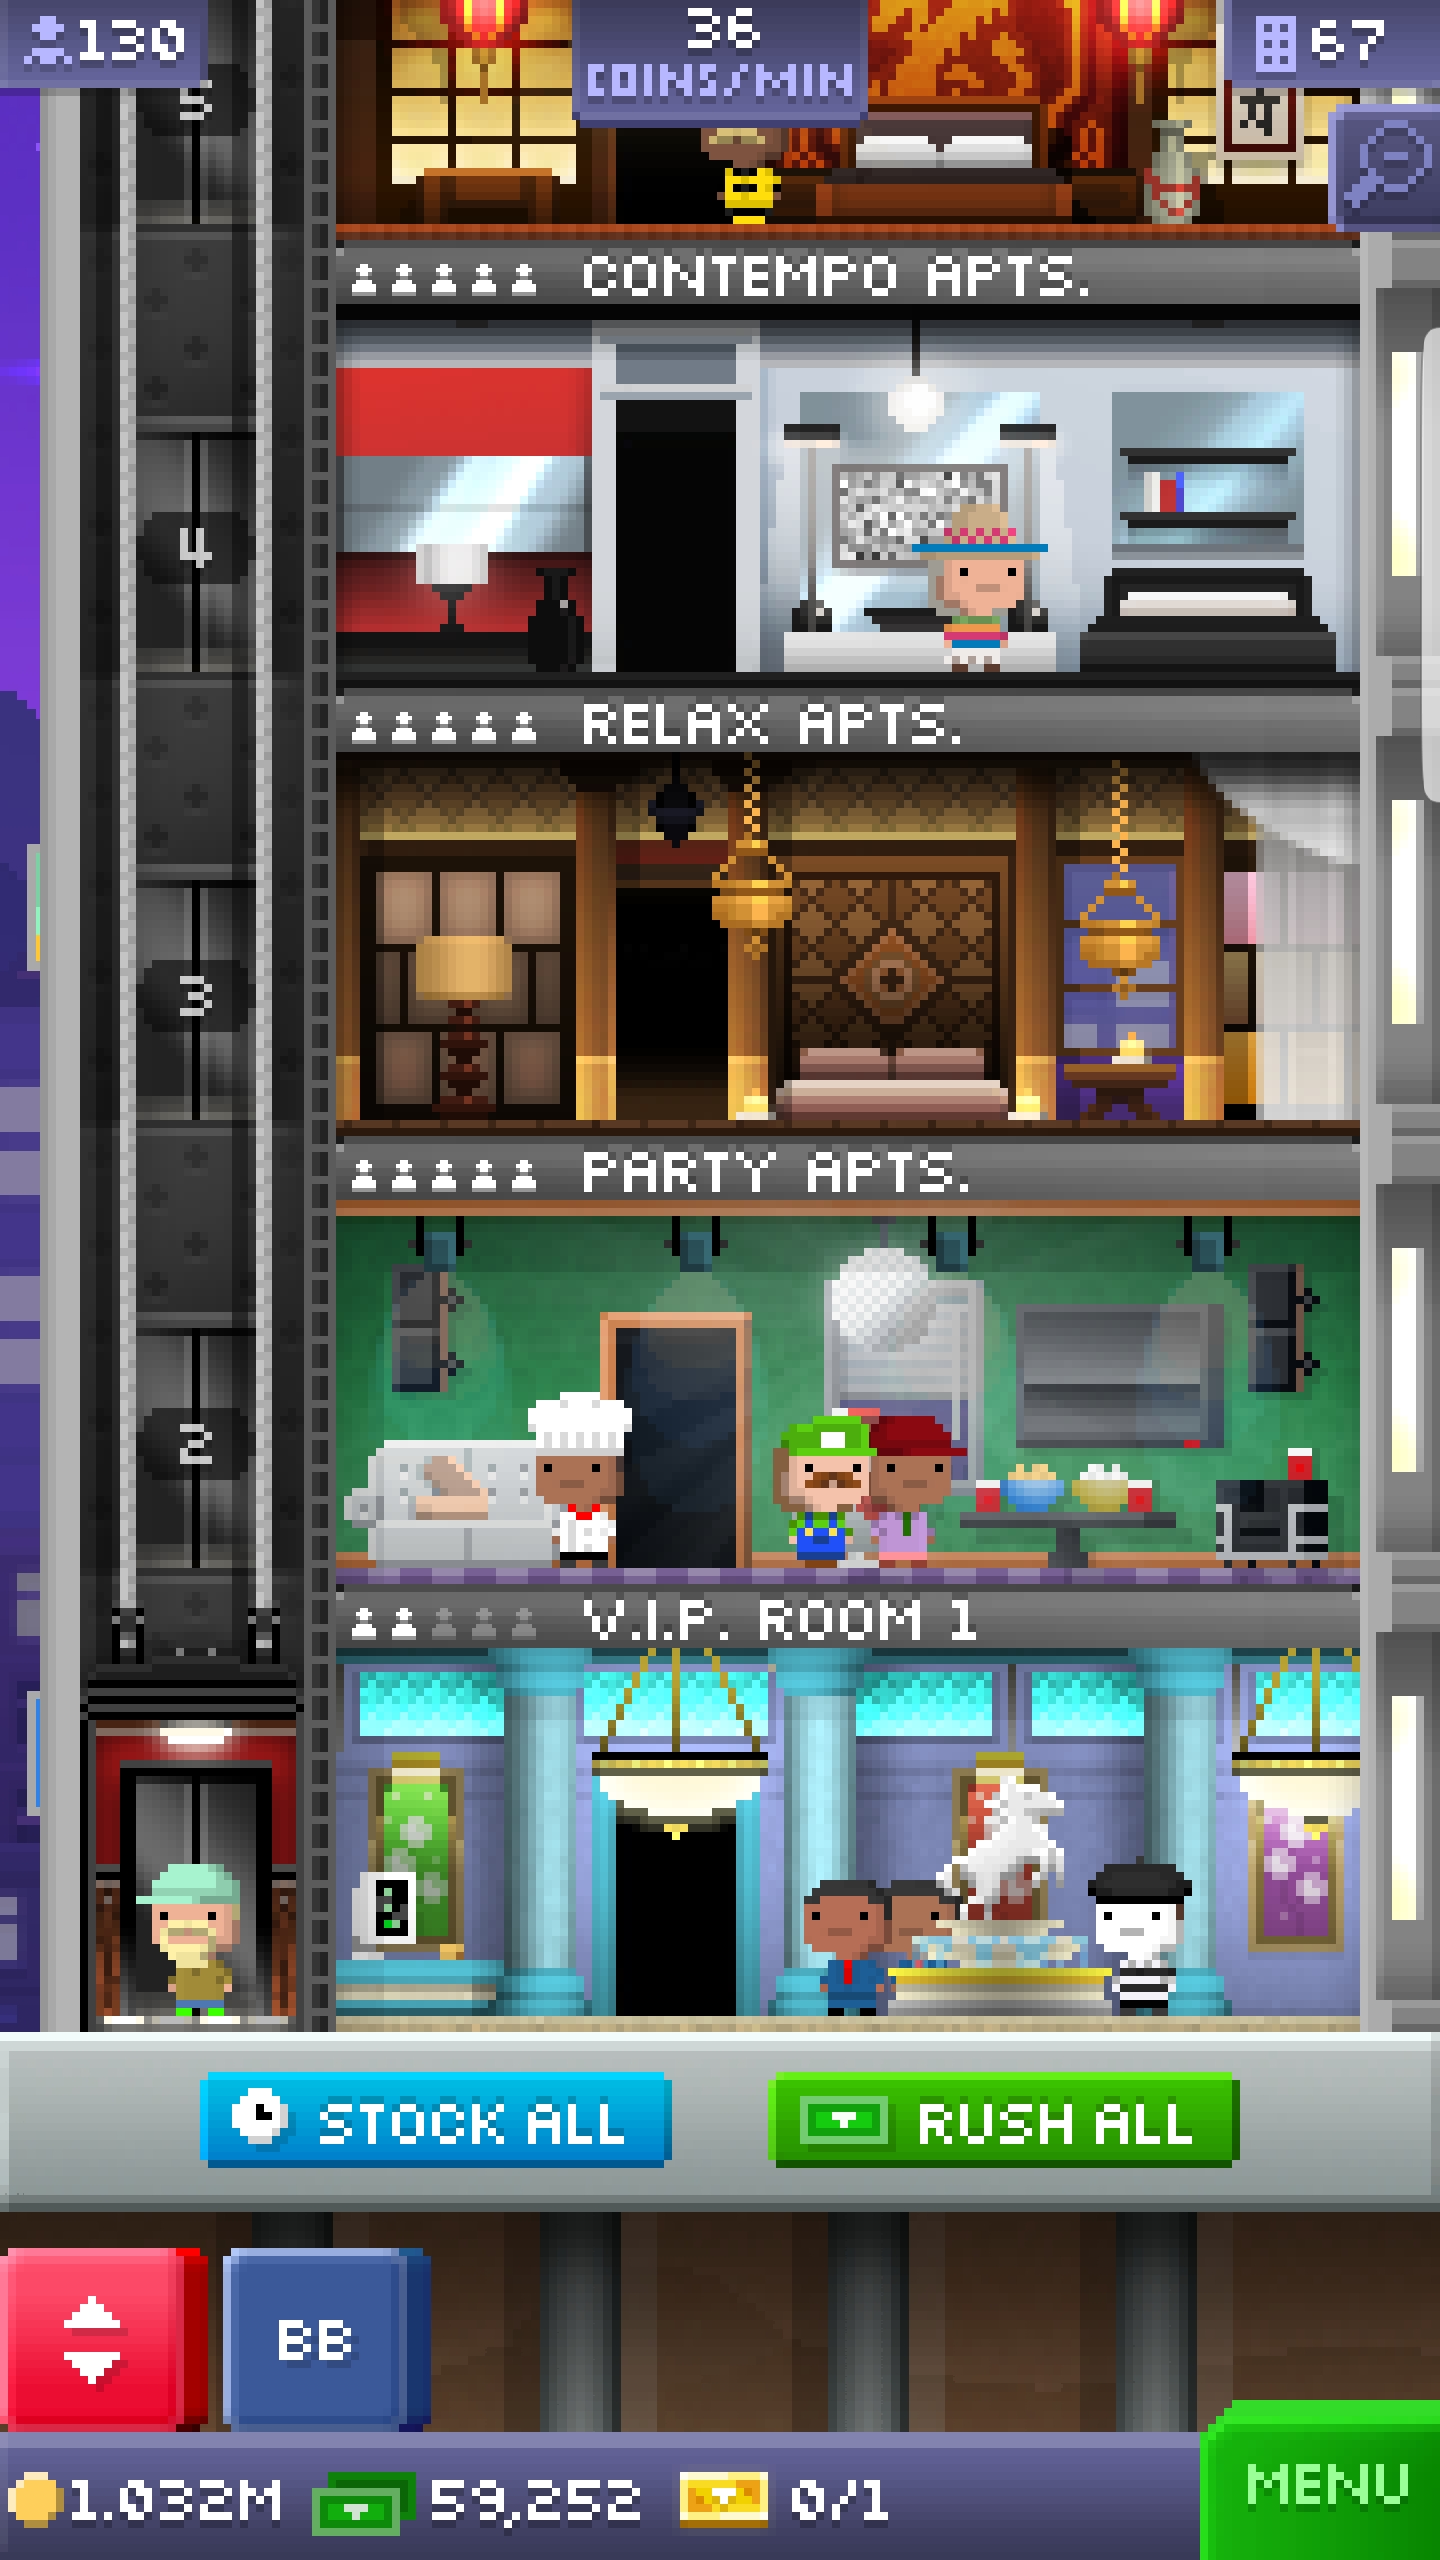 130
36
COINS/MIN
67
5
CONTEMPO APTS.
4
RELAX APTS.
3
PARTY APTS.
2
V.I.P. ROOM 1
STOCK ALL
RUSH ALL
BB
1.032M
59,252
0/1
MENU